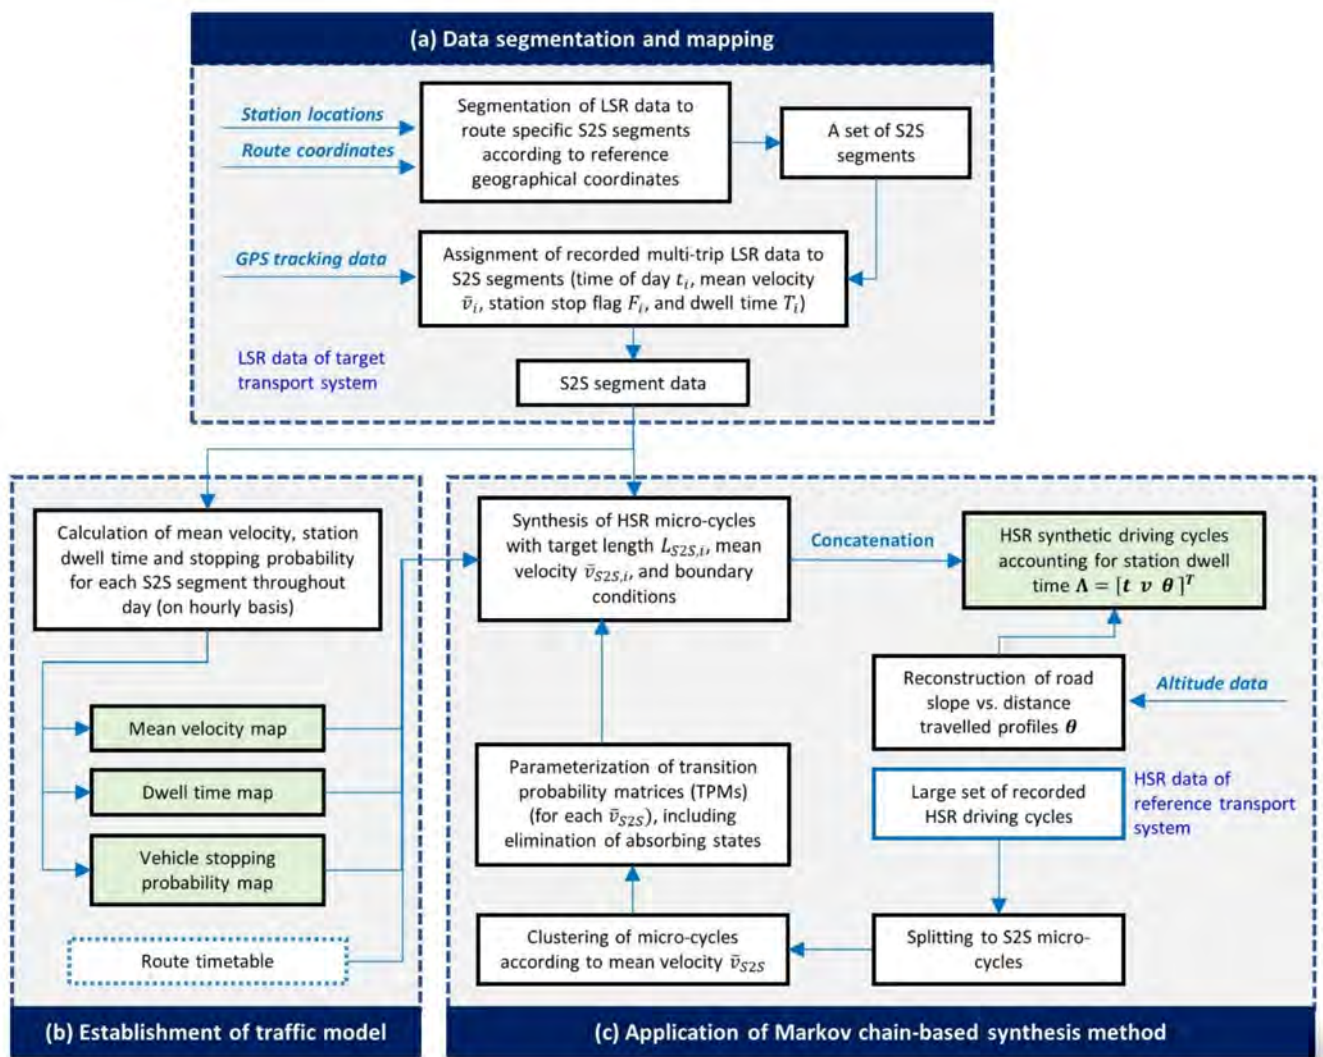 (a) Data segmentation and mapping
Station locations
Route coordinates
Segmentation of LSR data to
route specific S2S segments
according to reference
geographical coordinates
A set of S2S
segments
GPS tracking data
Assignment of recorded multi-trip LSR data to
S2S segments (time of day t_i, mean velocity
v̄_i, station stop flag F_i, and dwell time T_i)
LSR data of target
transport system
S2S segment data
Calculation of mean velocity, station
dwell time and stopping probability
for each S2S segment throughout
day (on hourly basis)
Mean velocity map
Dwell time map
Vehicle stopping
probability map
Route timetable
(b) Establishment of traffic model
Synthesis of HSR micro-cycles
with target length L_{S2S,i}, mean
velocity v̄_{S2S,i}, and boundary
conditions
Concatenation
HSR synthetic driving cycles
accounting for station dwell
time Λ = [t v θ]^T
Reconstruction of road
slope vs. distance
travelled profiles θ
Altitude data
Parameterization of transition
probability matrices (TPMs)
(for each v̄_{S2S}), including
elimination of absorbing states
Large set of recorded
HSR driving cycles
HSR data of
reference transport
system
Clustering of micro-cycles
according to mean velocity v̄_{S2S}
Splitting to S2S micro-
cycles
(c) Application of Markov chain-based synthesis method